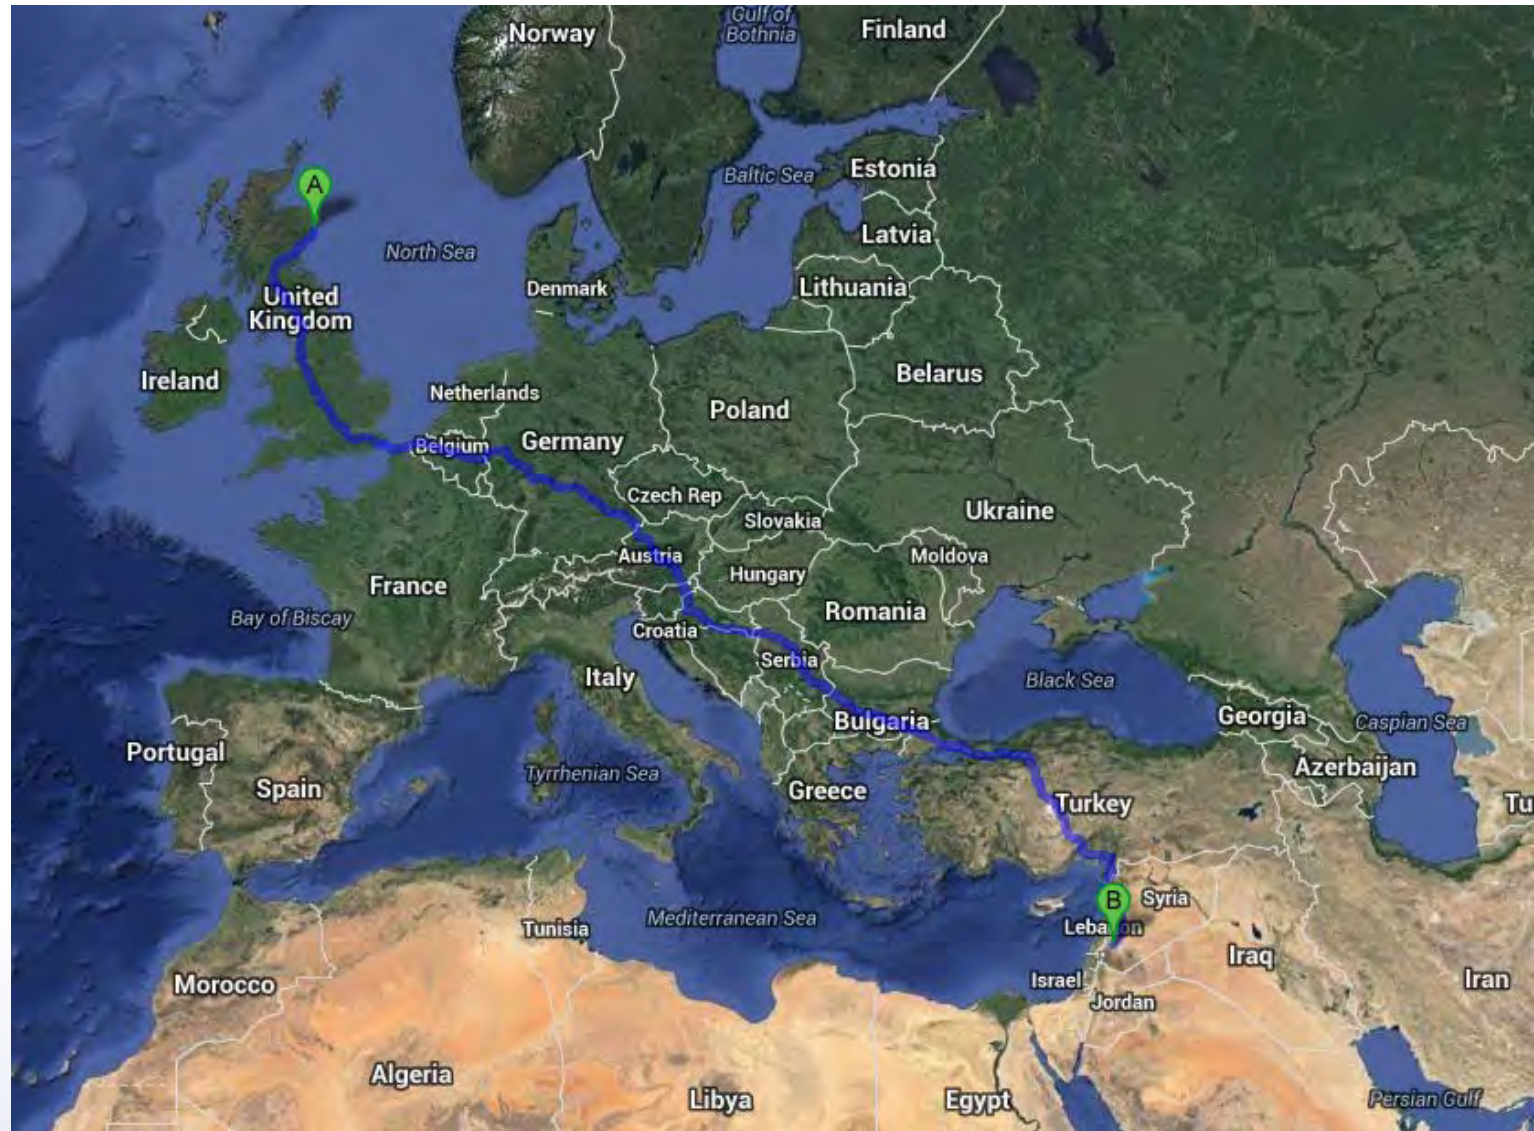 Gulf of
Bothnia
Norway
Finland
A
Baltic Sea
Estonia
Latvia
North Sea
Denmark
Lithuania
United
Kingdom
Ireland
Belarus
Netherlands
Poland
Belgium
Germany
Czech Rep
Ukraine
Slovakia
Austria
Moldova
Hungary
France
Romania
Bay of Biscay
Croatia
Serbia
Italy
Black Sea
Georgia
Caspian Sea
Bulgaria
Portugal
Azerbaijan
Tyrrhenian Sea
Spain
Greece
Turkey
Tu
B
Syria
Mediterranean Sea
Lebanon
Tunisia
Iraq
Israel
Iran
Morocco
Jordan
Algeria
Libya
Egypt
Persian Gulf